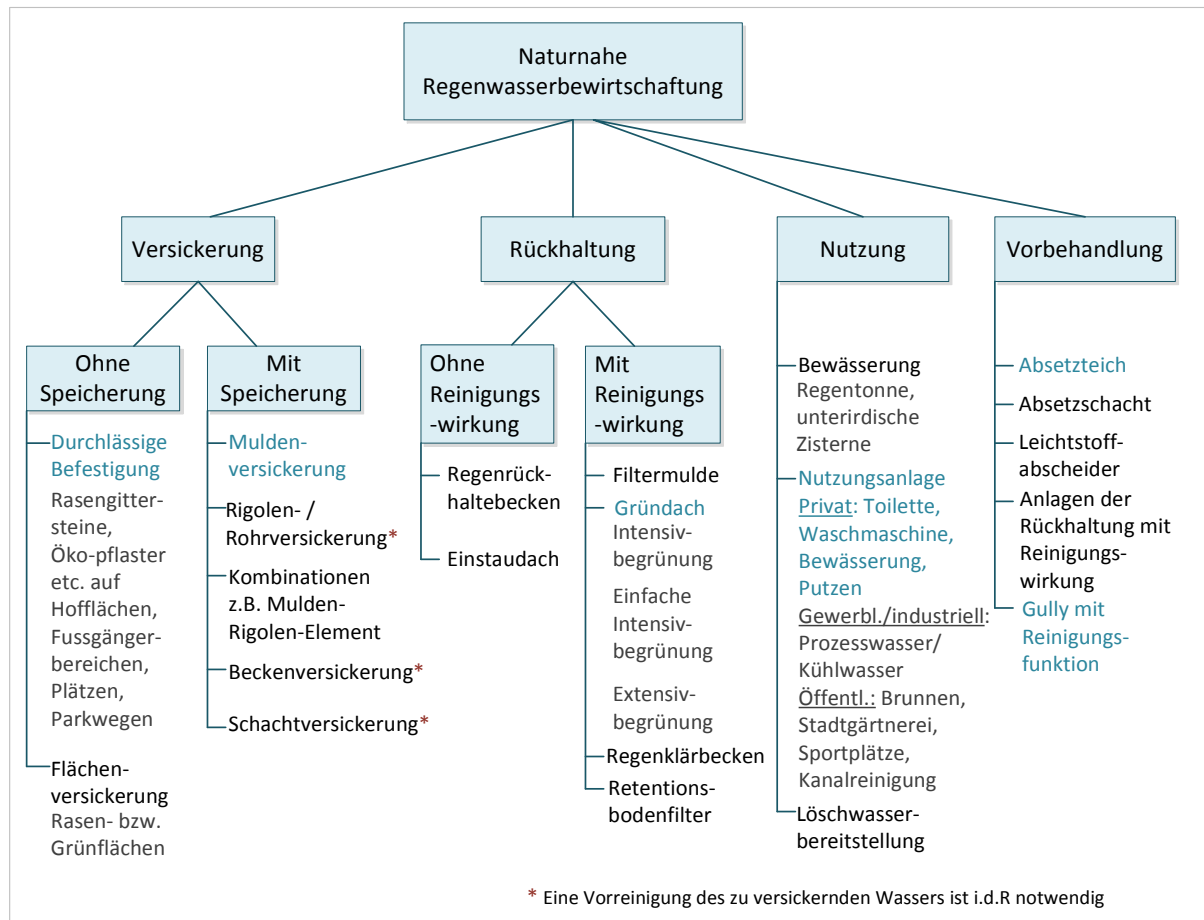 Naturnahe
Regenwasserbewirtschaftung
Versickerung
Rückhaltung
Nutzung
Vorbehandlung
Ohne
Speicherung
Mit
Speicherung
Ohne
Reinigungs
-wirkung
Mit
Reinigungs
-wirkung
Durchlässige
Befestigung
Rasengitter-
steine,
Öko-pflaster
etc. auf
Hofflächen,
Fussgänger-
bereichen,
Plätzen,
Parkwegen
Flächen-
versickerung
Rasen- bzw.
Grünflächen
Mulden-
versickerung
Rigolen- /
Rohrversickerung*
Kombinationen
z.B. Mulden-
Rigolen-Element
Beckenversickerung*
Schachtversickerung*
Regenrück-
haltebecken
Einstaudach
Filtermulde
Gründach
Intensiv-
begrünung
Einfache
Intensiv-
begrünung
Extensiv-
begrünung
Regenklärbecken
Retentions-
bodenfilter
Bewässerung
Regentonne,
unterirdische
Zisterne
Nutzungsanlage
Privat: Toilette,
Waschmaschine,
Bewässerung,
Putzen
Gewerbl./industriell:
Prozesswasser/
Kühlwasser
Öffentl.: Brunnen,
Stadtgärtnerei,
Sportplätze,
Kanalreinigung
Löschwasser-
bereitstellung
Absetzteich
Absetzschacht
Leichtstoff-
abscheider
Anlagen der
Rückhaltung mit
Reinigungs-
wirkung
Gully mit
Reinigungs-
funktion
* Eine Vorreinigung des zu versickernden Wassers ist i.d.R notwendig